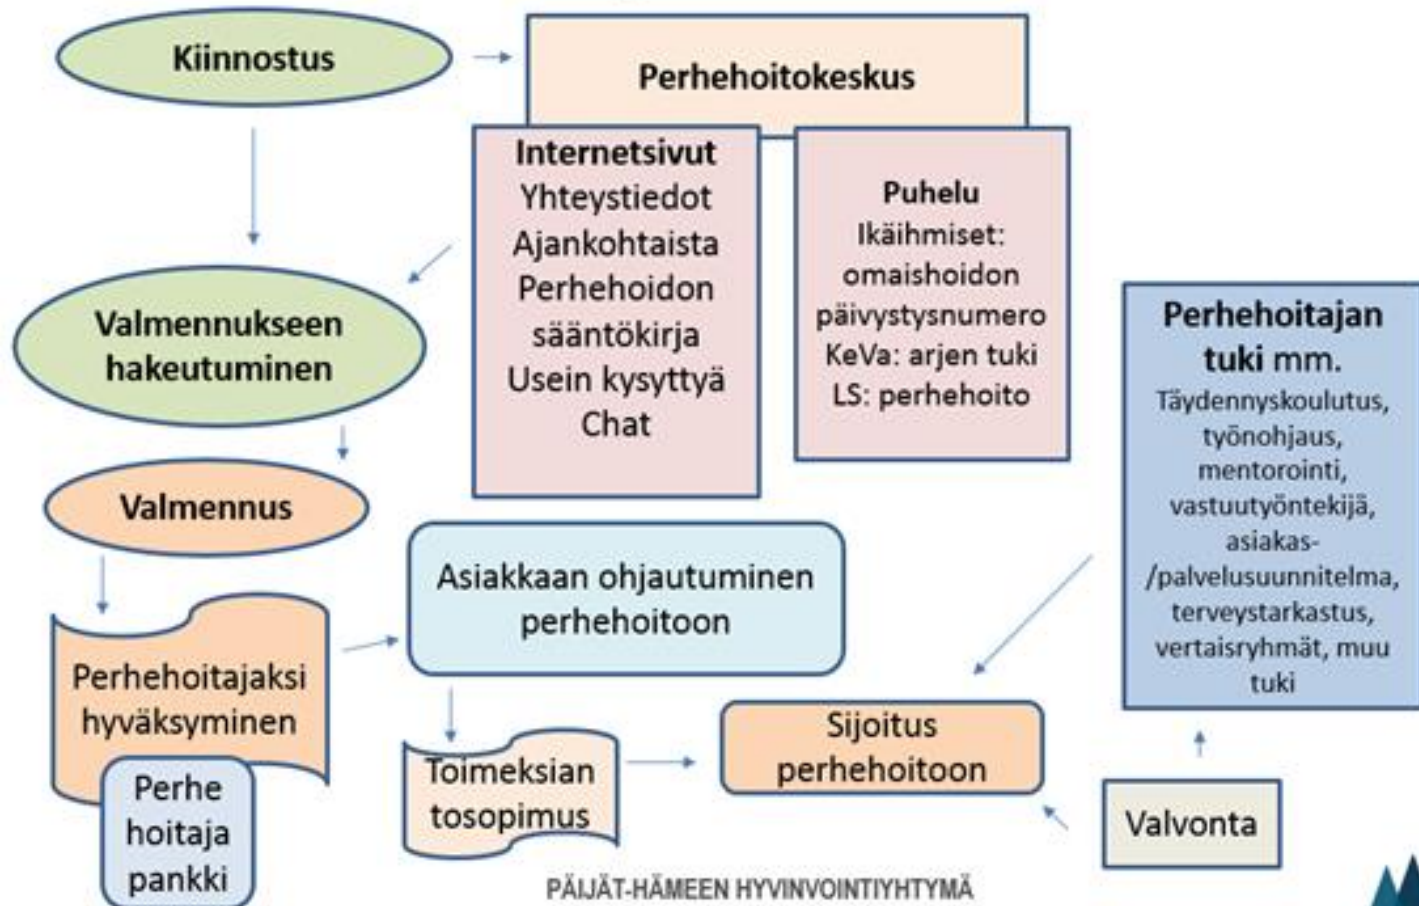 Kiinnostus
Perhehoitokeskus
Internetsivut
Yhteystiedot
Ajankohtaista
Perhehoidon
sääntökirja
Usein kysyttyä
Chat
Puhelu
Ikäihmiset:
omaishoidon
päivystysnumero
KeVa: arjen tuki
LS: perhehoito
Valmennukseen
hakeutuminen
Perhehoitajan
tuki mm.
Täydennyskoulutus,
työnohjaus,
mentorointi,
vastuutyöntekijä,
asiakas-
/palvelusuunnitelma,
terveystarkastus,
vertaisryhmät, muu
tuki
Valmennus
Asiakkaan ohjautuminen
perhehoitoon
Perhehoitajaksi
hyväksyminen
Perhe
hoitaja
pankki
Toimeksian
tosopimus
Sijoitus
perhehoitoon
Valvonta
PÄIJÄT-HÄMEEN HYVINVOINTIYHTYMÄ